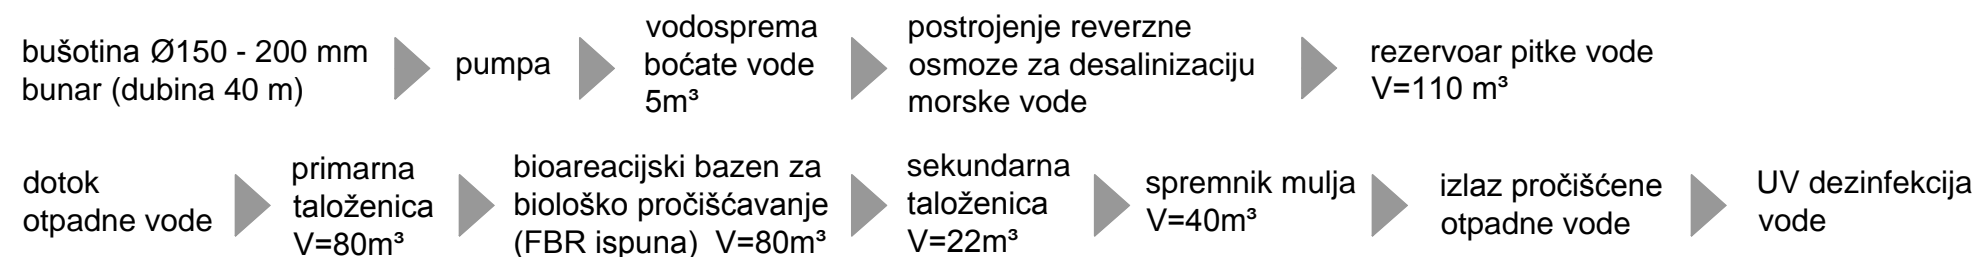 bušotina Ø150 - 200 mm
bunar (dubina 40 m)
pumpa
vodosprema
boćate vode
5m³
postrojenje reverzne
osmoze za desalinizaciju
morske vode
rezervoar pitke vode
V=110 m³
dotok
otpadne vode
primarna
taloženica
V=80m³
bioareacijski bazen za
biološko pročišćavanje
(FBR ispuna)  V=80m³
sekundarna
taloženica
V=22m³
spremnik mulja
V=40m³
izlaz pročišćene
otpadne vode
UV dezinfekcija
vode